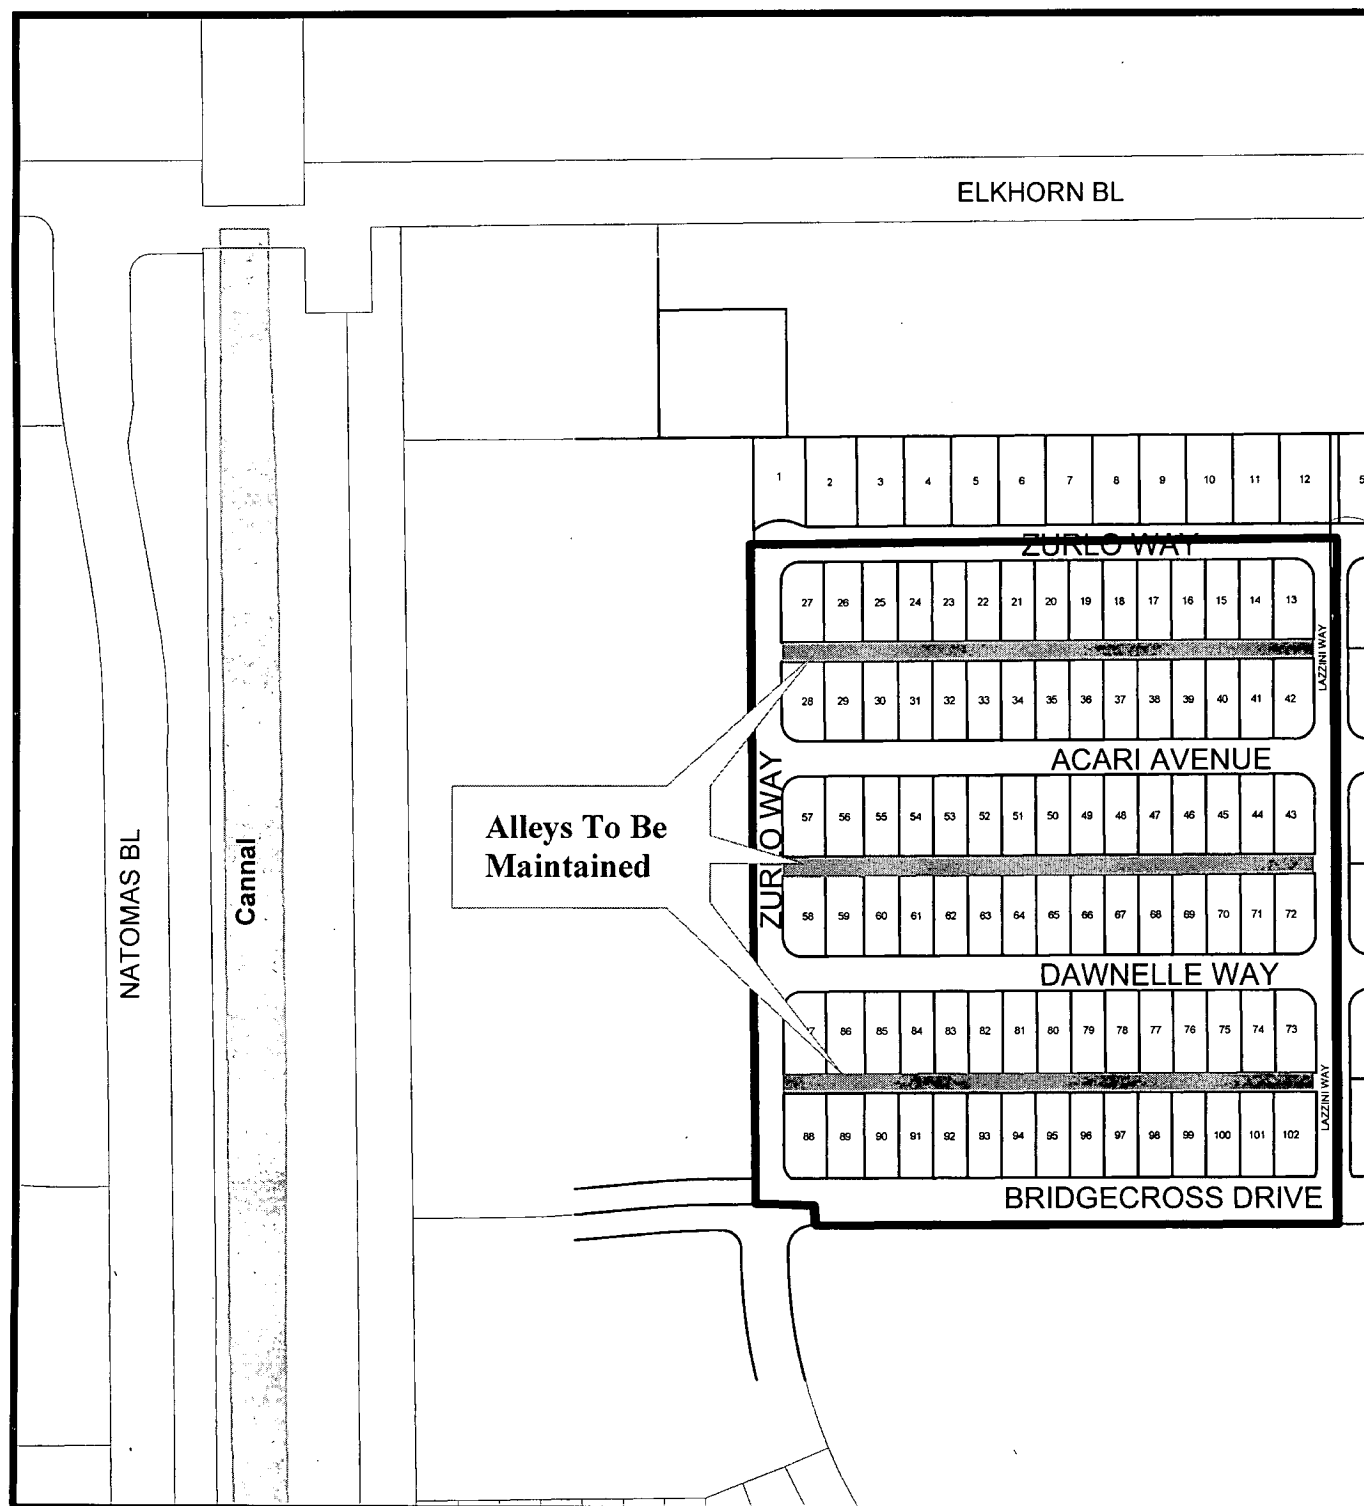 ELKHORN BL
1 2 3 4 5 6 7 8 9 10 11 12 5
ZURLO WAY
27 26 25 24 23 22 21 20 19 18 17 16 15 14 13
LAZZINI WAY
28 29 30 31 32 33 34 35 36 37 38 39 40 41 42
ACARI AVENUE
ZURLO WAY
57 56 55 54 53 52 51 50 49 48 47 46 45 44 43
Alleys To Be
Maintained
NATOMAS BL
Cannal
58 59 60 61 62 63 64 65 66 67 68 69 70 71 72
DAWNELLE WAY
7 86 85 84 83 82 81 80 79 78 77 76 75 74 73
LAZZINI WAY
88 89 90 91 92 93 94 95 96 97 98 99 100 101 102
BRIDGECROSS DRIVE